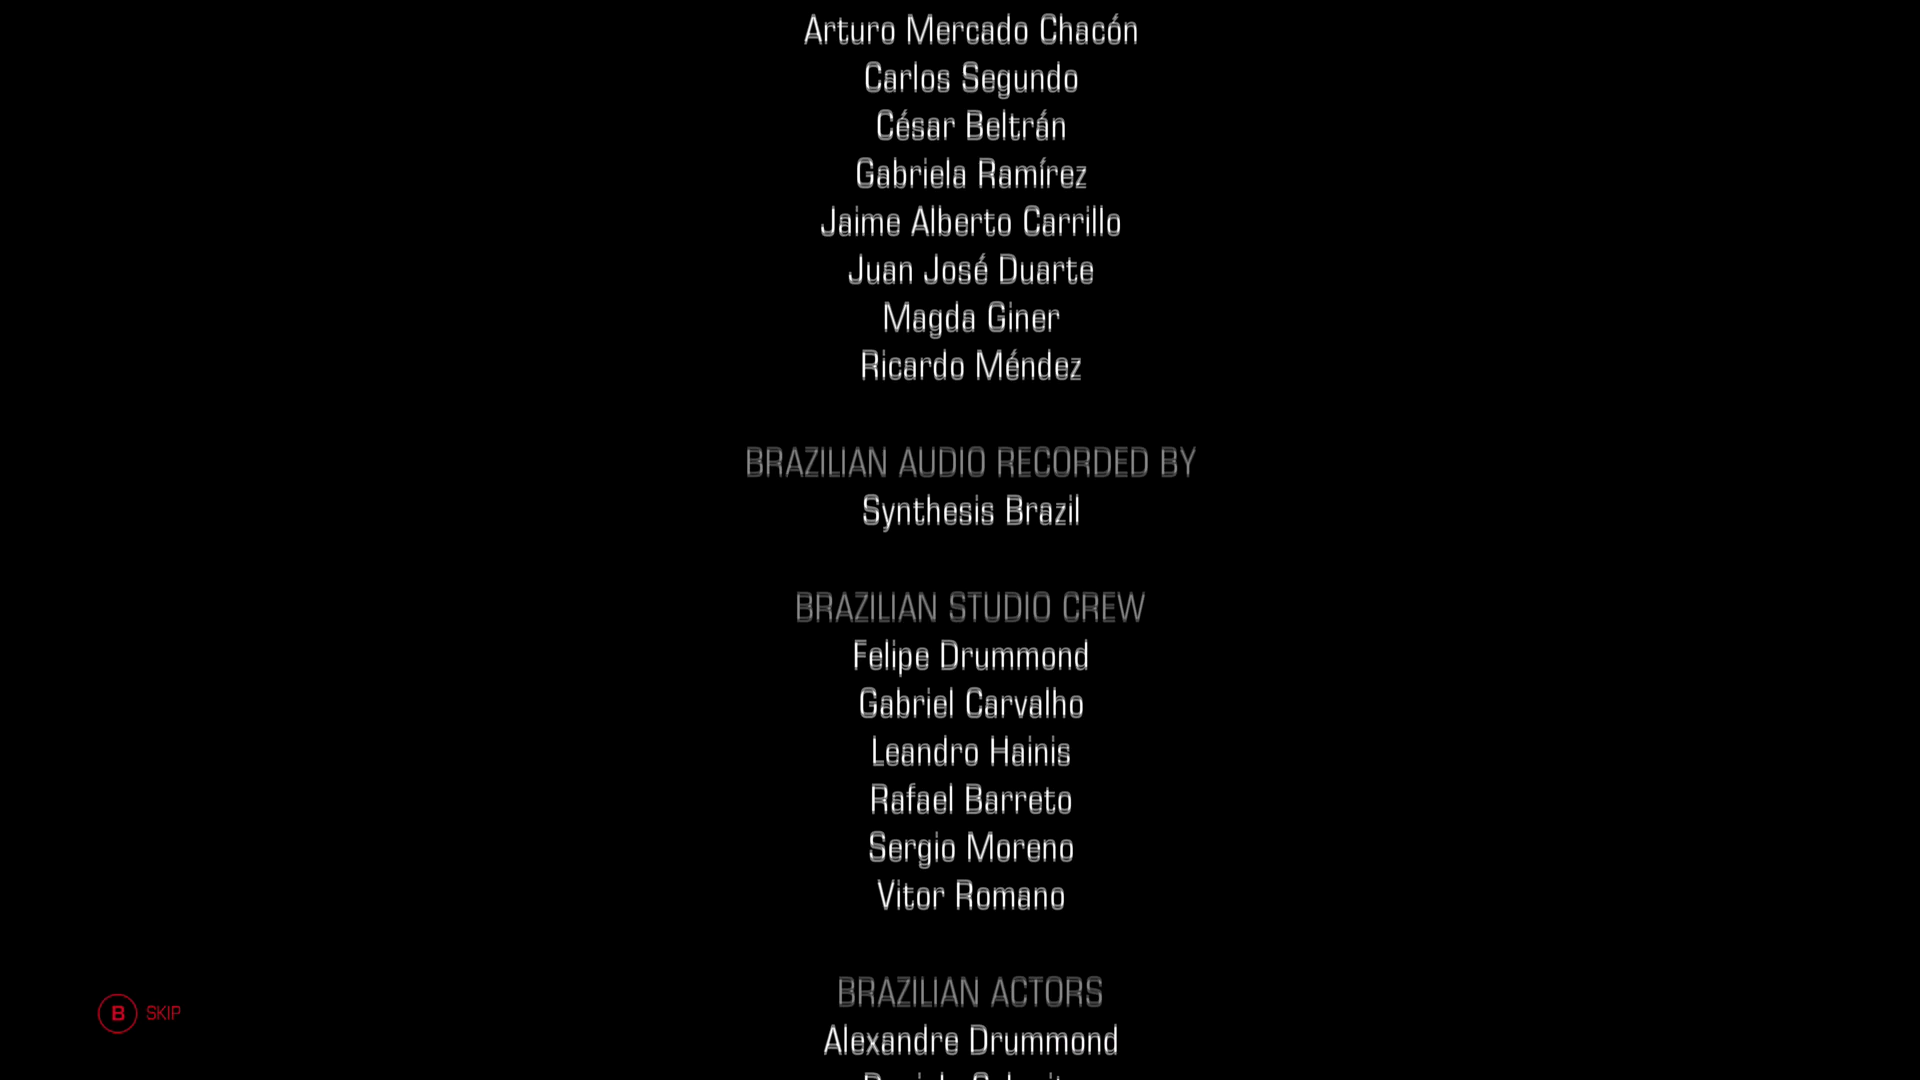 Arturo Mercado Chacón
Carlos Segundo
César Beltrán
Gabriela Ramírez
Jaime Alberto Carrillo
Juan José Duarte
Magda Giner
Ricardo Méndez
BRAZILIAN AUDIO RECORDED BY
Synthesis Brazil
BRAZILIAN STUDIO CREW
Felipe Drummond
Gabriel Carvalho
Leandro Hainis
Rafael Barreto
Sergio Moreno
Vitor Romano
BRAZILIAN ACTORS
B SKIP
Alexandre Drummond